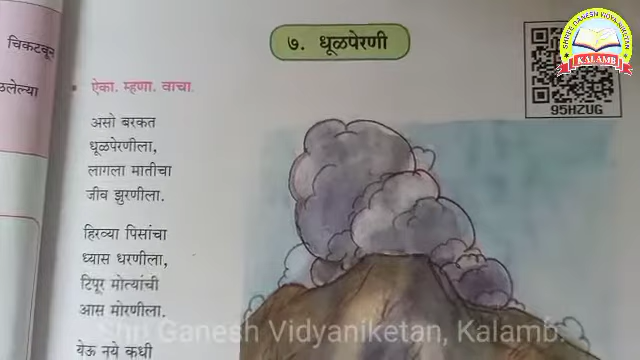 चिकटवून
७. धूळपेरणी
SHREE GANESH VIDYANIKETAN
KALAMB
95HZUG
ऐका. म्हणा. वाचा.
असो बरकत
धूळपेरणीला,
लागला मातीचा
जीव झुरणीला.
हिरव्या पिसांचा
ध्यास धरणीला,
टिपूर मोत्यांची
आस मोरणीला.
येऊ नये कधी
Shri Ganesh Vidyaniketan, Kalamb.